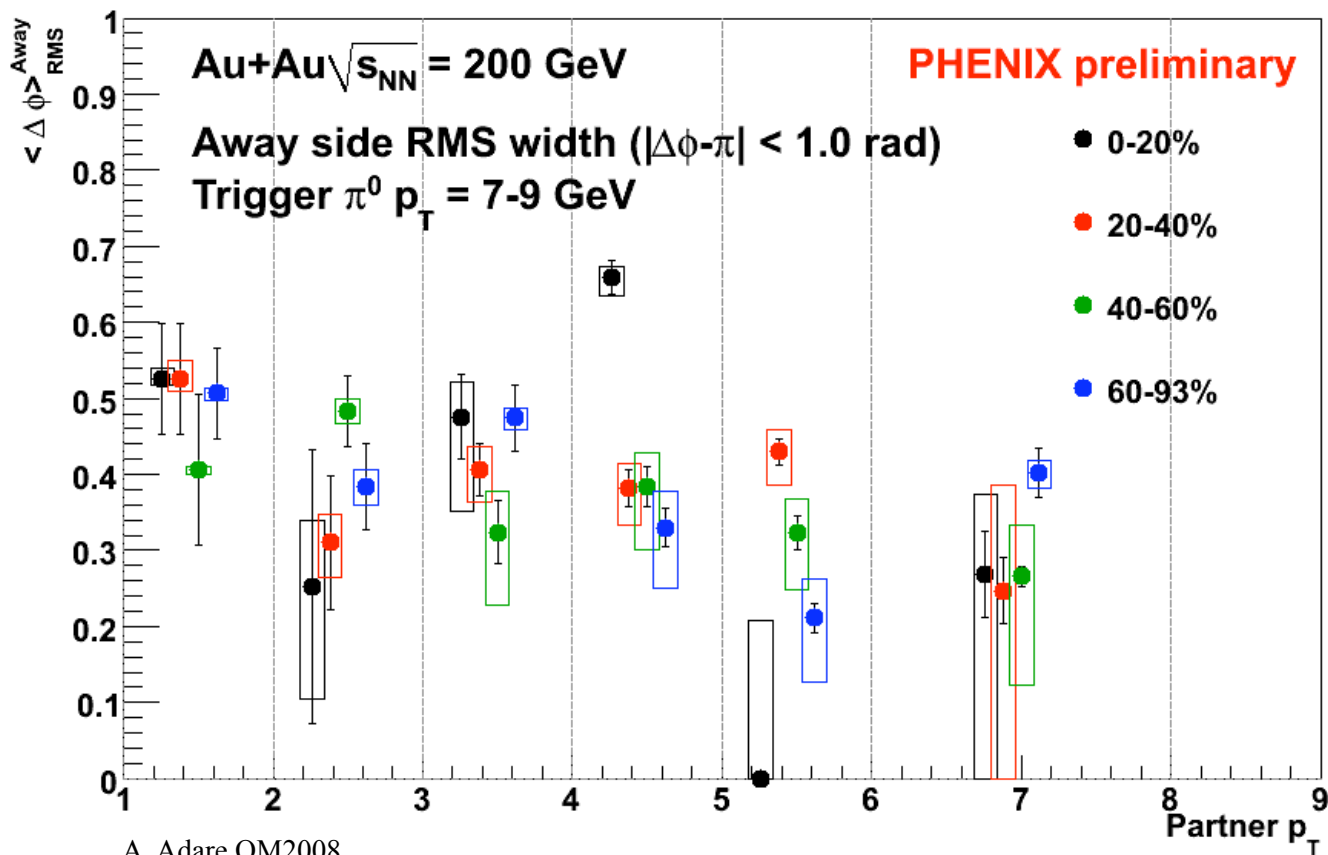 < Δ ϕ >^Away_RMS
1
0.9
0.8
0.7
0.6
0.5
0.4
0.3
0.2
0.1
0
Au+Au √s_NN = 200 GeV
PHENIX preliminary
Away side RMS width (|Δϕ-π| < 1.0 rad)
Trigger π⁰ p_T = 7-9 GeV
0-20%
20-40%
40-60%
60-93%
1 2 3 4 5 6 7 8 9
Partner p_T
A. Adare QM2008